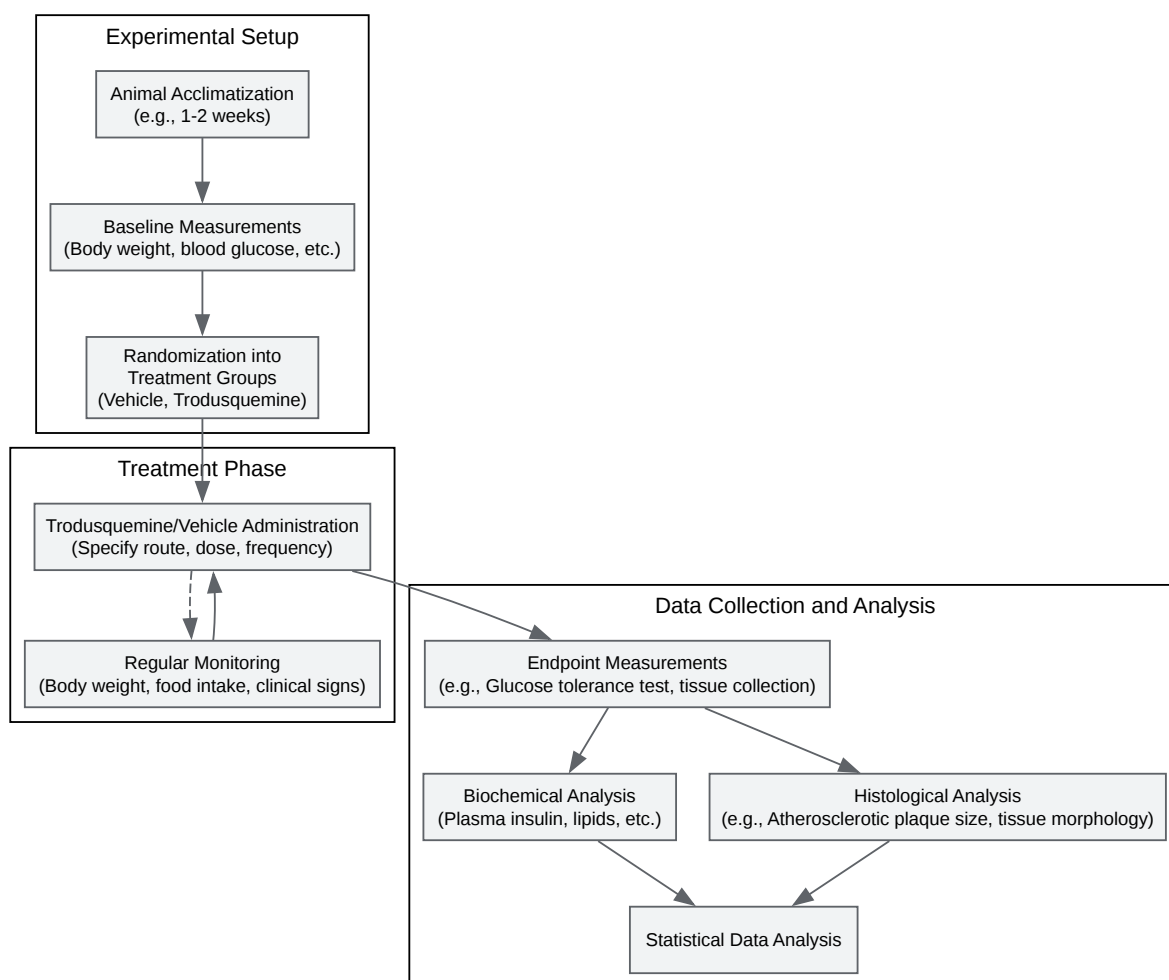 Experimental Setup
Animal Acclimatization
(e.g., 1-2 weeks)
Baseline Measurements
(Body weight, blood glucose, etc.)
Randomization into
Treatment Groups
(Vehicle, Trodusquemine)
Treatment Phase
Trodusquemine/Vehicle Administration
(Specify route, dose, frequency)
Regular Monitoring
(Body weight, food intake, clinical signs)
Data Collection and Analysis
Endpoint Measurements
(e.g., Glucose tolerance test, tissue collection)
Biochemical Analysis
(Plasma insulin, lipids, etc.)
Histological Analysis
(e.g., Atherosclerotic plaque size, tissue morphology)
Statistical Data Analysis